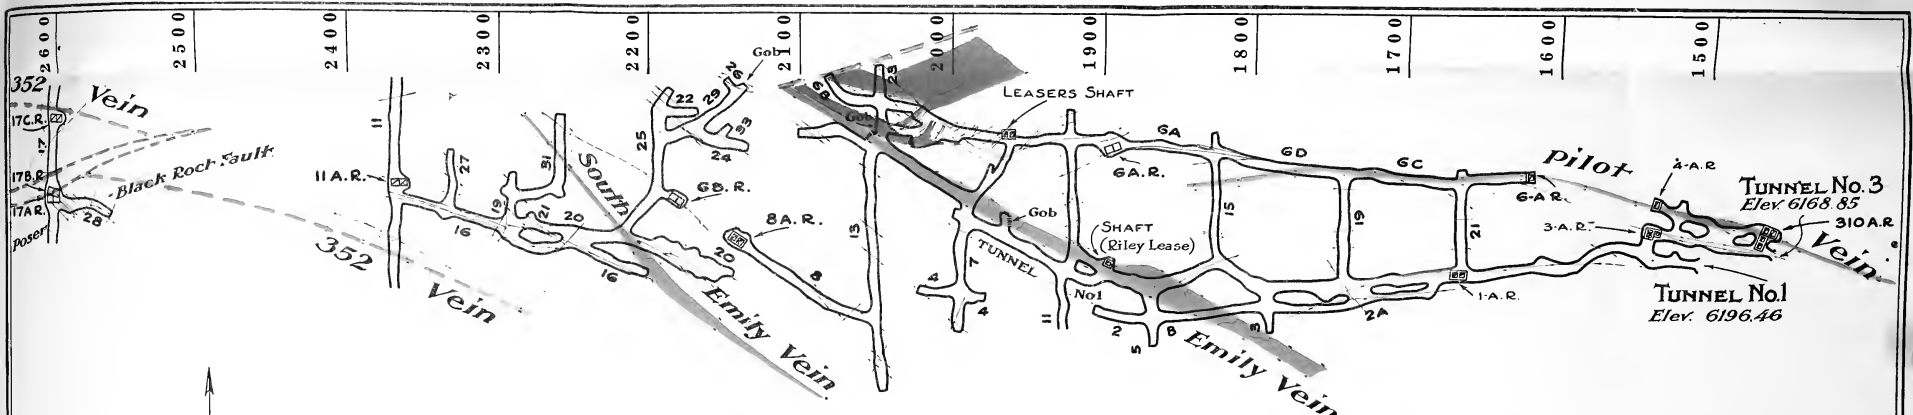 2600
2500
2400
2300
2200
2100
2000
1900
1800
1700
1600
1500
352
Vein
17C.R.
17
17B.R
17A R.
28
Black Rock Fault
352
Vein
11
11 A.R.
27
16
19
31
21
20
16
South
25
22
29
26
Gob
33
24
6B.R.
20
Emily Vein
8 A.R.
8
13
6B
Gob
23
LEASERS SHAFT
7
6A
6A.R.
Gob
SHAFT
(Riley Lease)
TUNNEL
No1
4
7
4
11
2
B
5
3
Emily Vein
15
6D
19
6C
21
2A
1-A.R.
6-A R.
Pilot
Vein
4-A.R
3-A.R.
TUNNEL No. 3
Elev. 6168.85
310 A.R
TUNNEL No.1
Elev. 6196.46